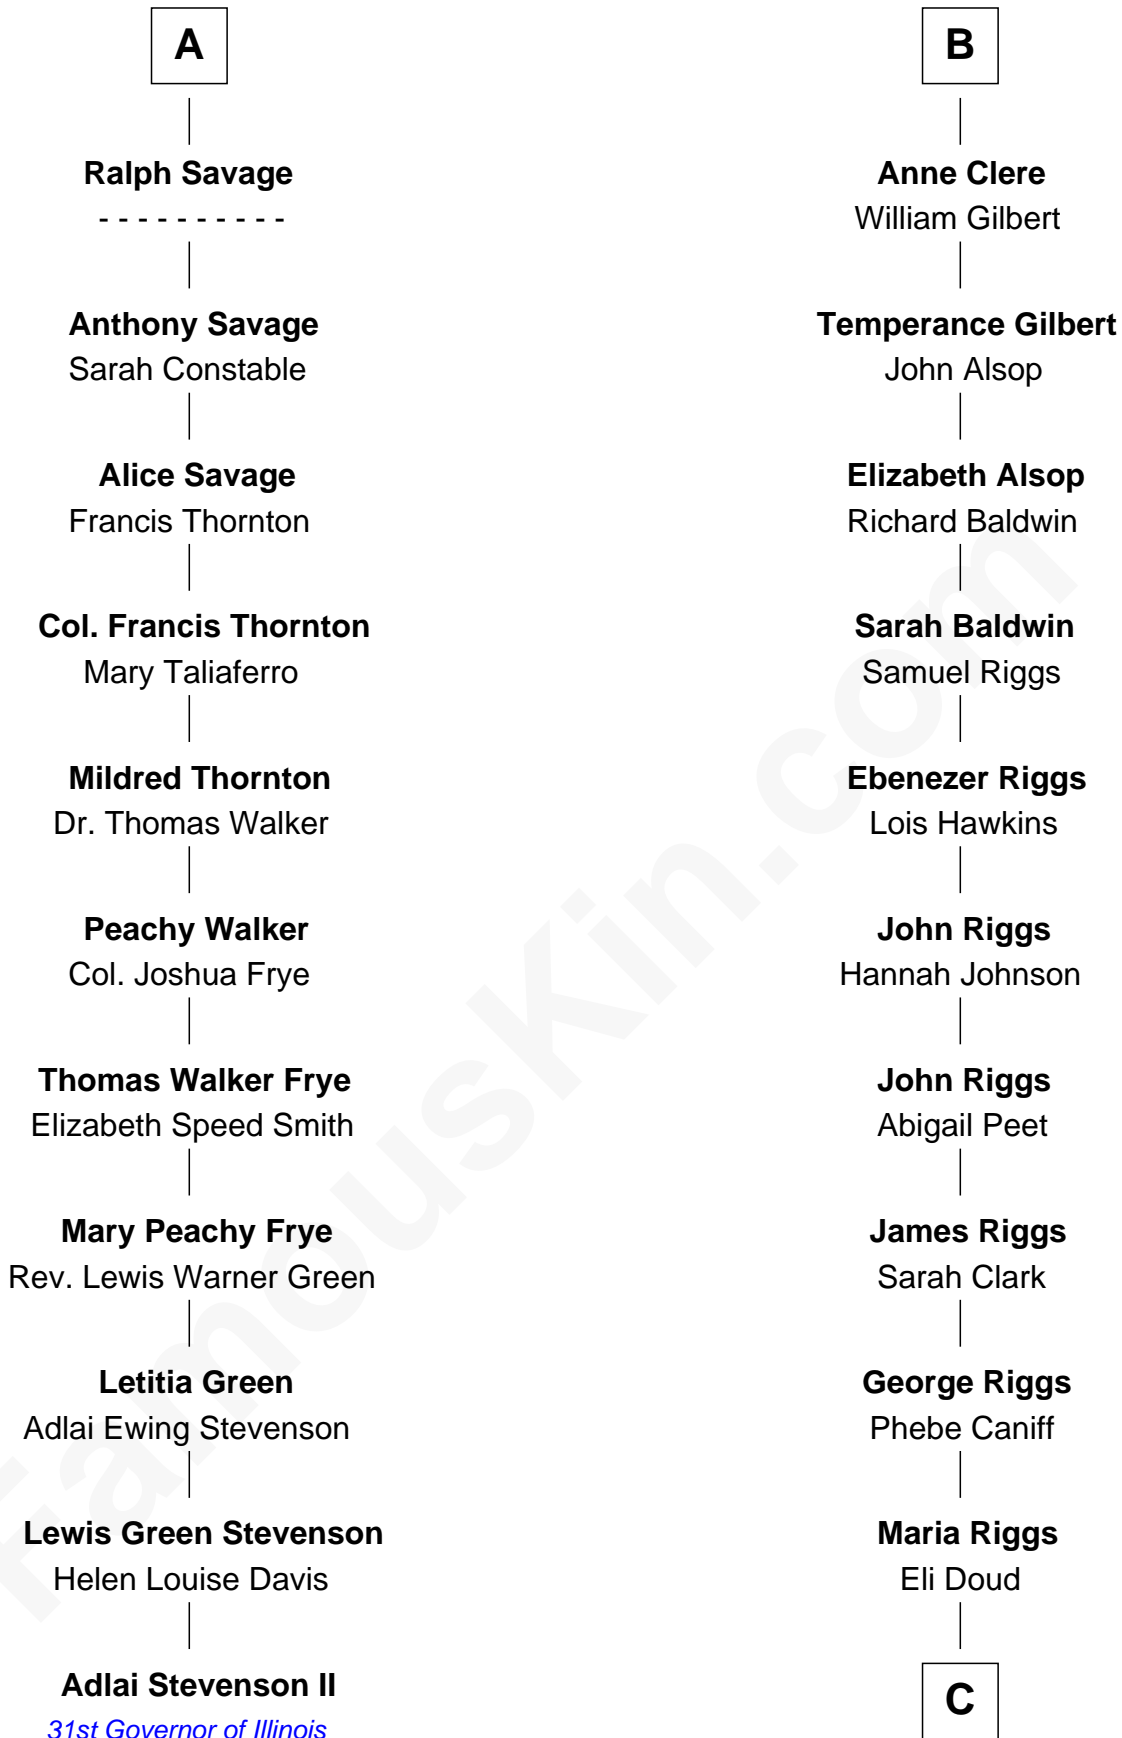 A
Ralph Savage
- - - - - - - - - -
Anthony Savage
Sarah Constable
Alice Savage
Francis Thornton
Col. Francis Thornton
Mary Taliaferro
Mildred Thornton
Dr. Thomas Walker
Peachy Walker
Col. Joshua Frye
Thomas Walker Frye
Elizabeth Speed Smith
Mary Peachy Frye
Rev. Lewis Warner Green
Letitia Green
Adlai Ewing Stevenson
Lewis Green Stevenson
Helen Louise Davis
Adlai Stevenson II
31st Governor of Illinois
B
Anne Clere
William Gilbert
Temperance Gilbert
John Alsop
Elizabeth Alsop
Richard Baldwin
Sarah Baldwin
Samuel Riggs
Ebenezer Riggs
Lois Hawkins
John Riggs
Hannah Johnson
John Riggs
Abigail Peet
James Riggs
Sarah Clark
George Riggs
Phebe Caniff
Maria Riggs
Eli Doud
C
FamousKin.com